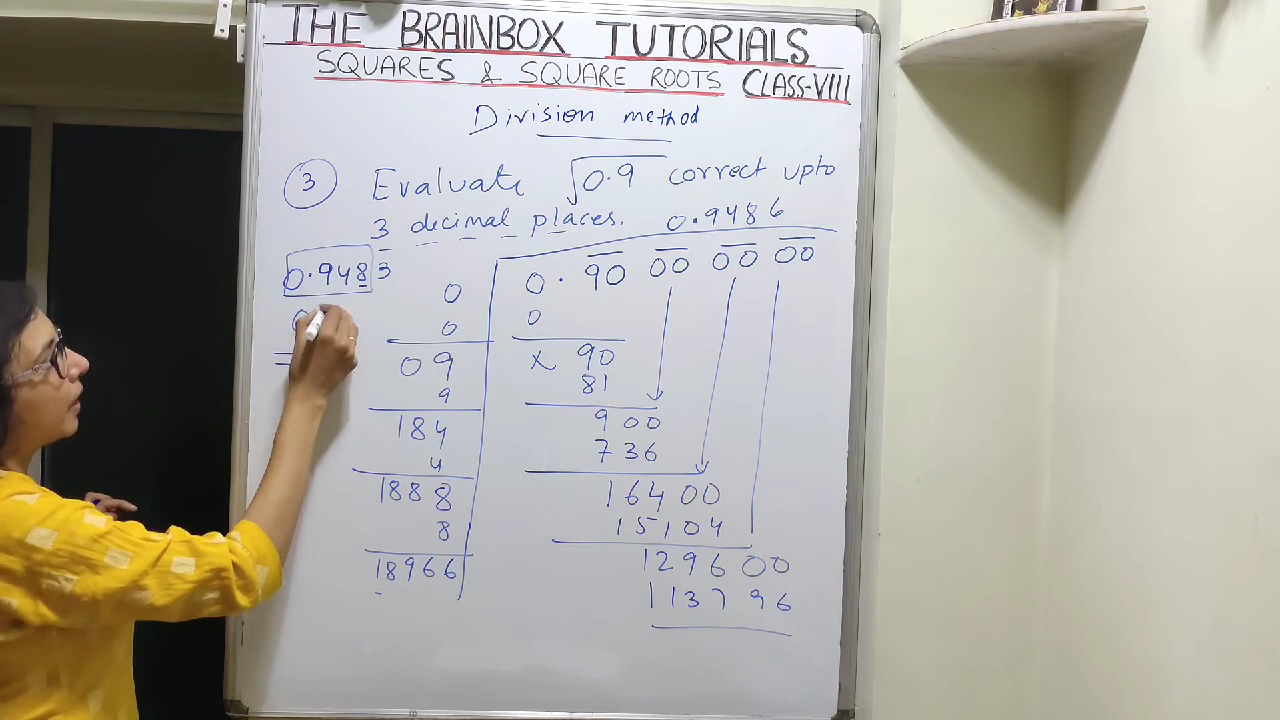 THE BRAINBOX TUTORIALS
SQUARES & SQUARE ROOTS CLASS-VIII
Division method
3 Evaluate √0.9 correct upto
3 decimal places. 0.9486
0.948 3
0 0.90 00 00 00
0 0
09 x 90
9 81
184 900
4 736
1888 16400
8 15104
18966 129600
113796